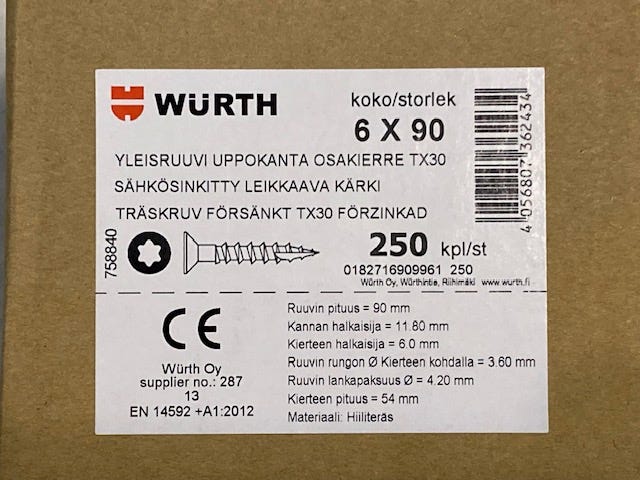 WÜRTH
koko/storlek
6 X 90
YLEISRUUVI UPPOKANTA OSAKIERRE TX30
SÄHKÖSINKITTY LEIKKAAVA KÄRKI
TRÄSKRUV FÖRSÄNKT TX30 FÖRZINKAD
4 056807 362434
758840
250 kpl/st
0182716909961 250
Würth Oy, Würthintie, Riihimäki www.wurth.fi
CE
Würth Oy
supplier no.: 287
13
EN 14592 +A1:2012
Ruuvin pituus = 90 mm
Kannan halkaisija = 11.80 mm
Kierteen halkaisija = 6.0 mm
Ruuvin rungon Ø Kierteen kohdalla = 3.60 mm
Ruuvin lankapaksuus Ø = 4.20 mm
Kierteen pituus = 54 mm
Materiaali: Hiiliteräs